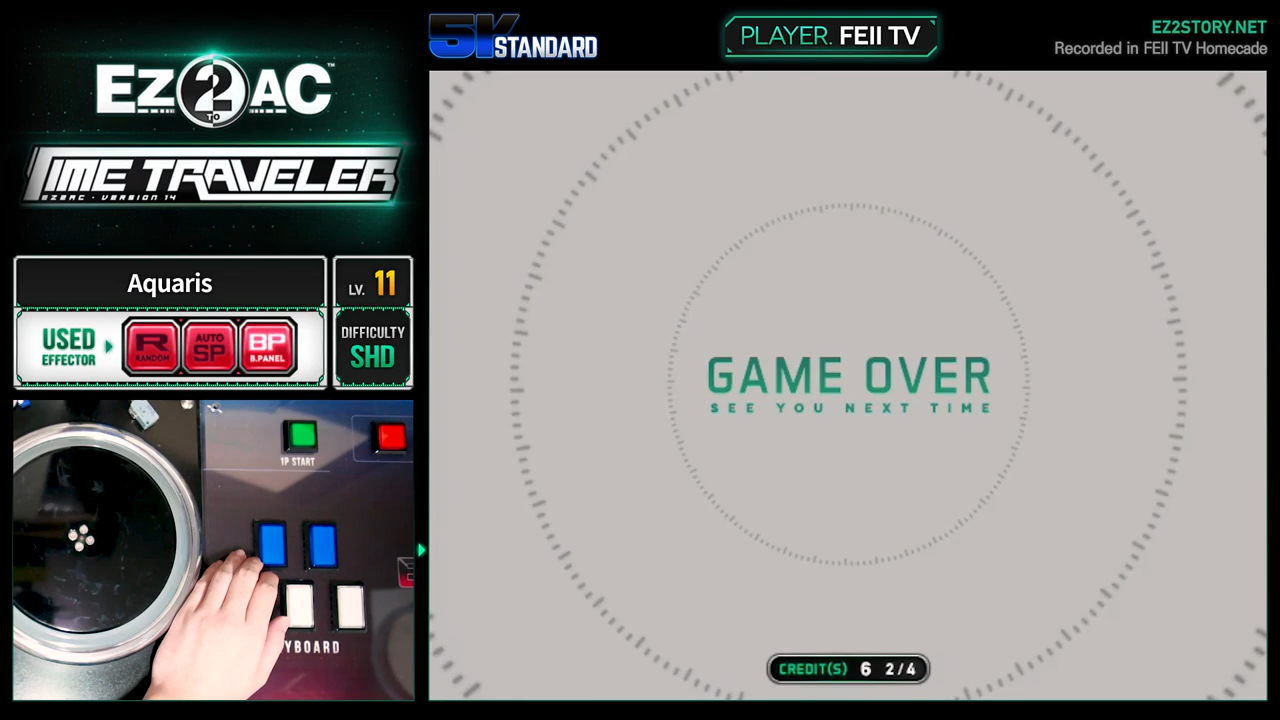 EZ2AC™
TO
TIME TRAVELER
EZ2AC · VERSION 14
Aquaris
LV. 11
USED
EFFECTOR
R
RANDOM
AUTO
SP
BP
B.PANEL
DIFFICULTY
SHD
1P START
YBOARD
5K STANDARD
PLAYER. FEII TV
EZ2STORY.NET
Recorded in FEII TV Homecade
GAME OVER
SEE YOU NEXT TIME
CREDIT(S) 6 2/4